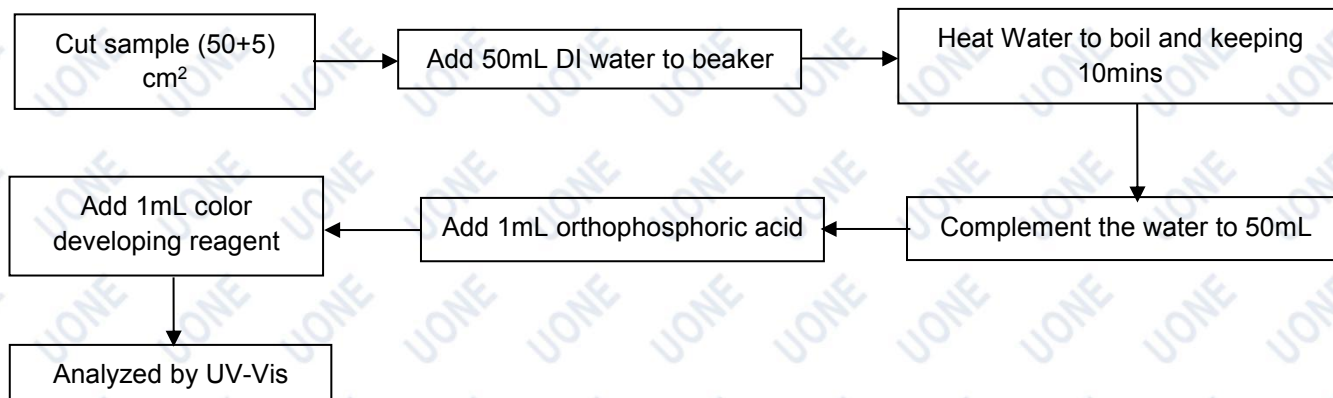 Cut sample (50+5)
cm²
Add 50mL DI water to beaker
Heat Water to boil and keeping
10mins
Complement the water to 50mL
Add 1mL orthophosphoric acid
Add 1mL color
developing reagent
Analyzed by UV-Vis
UONE